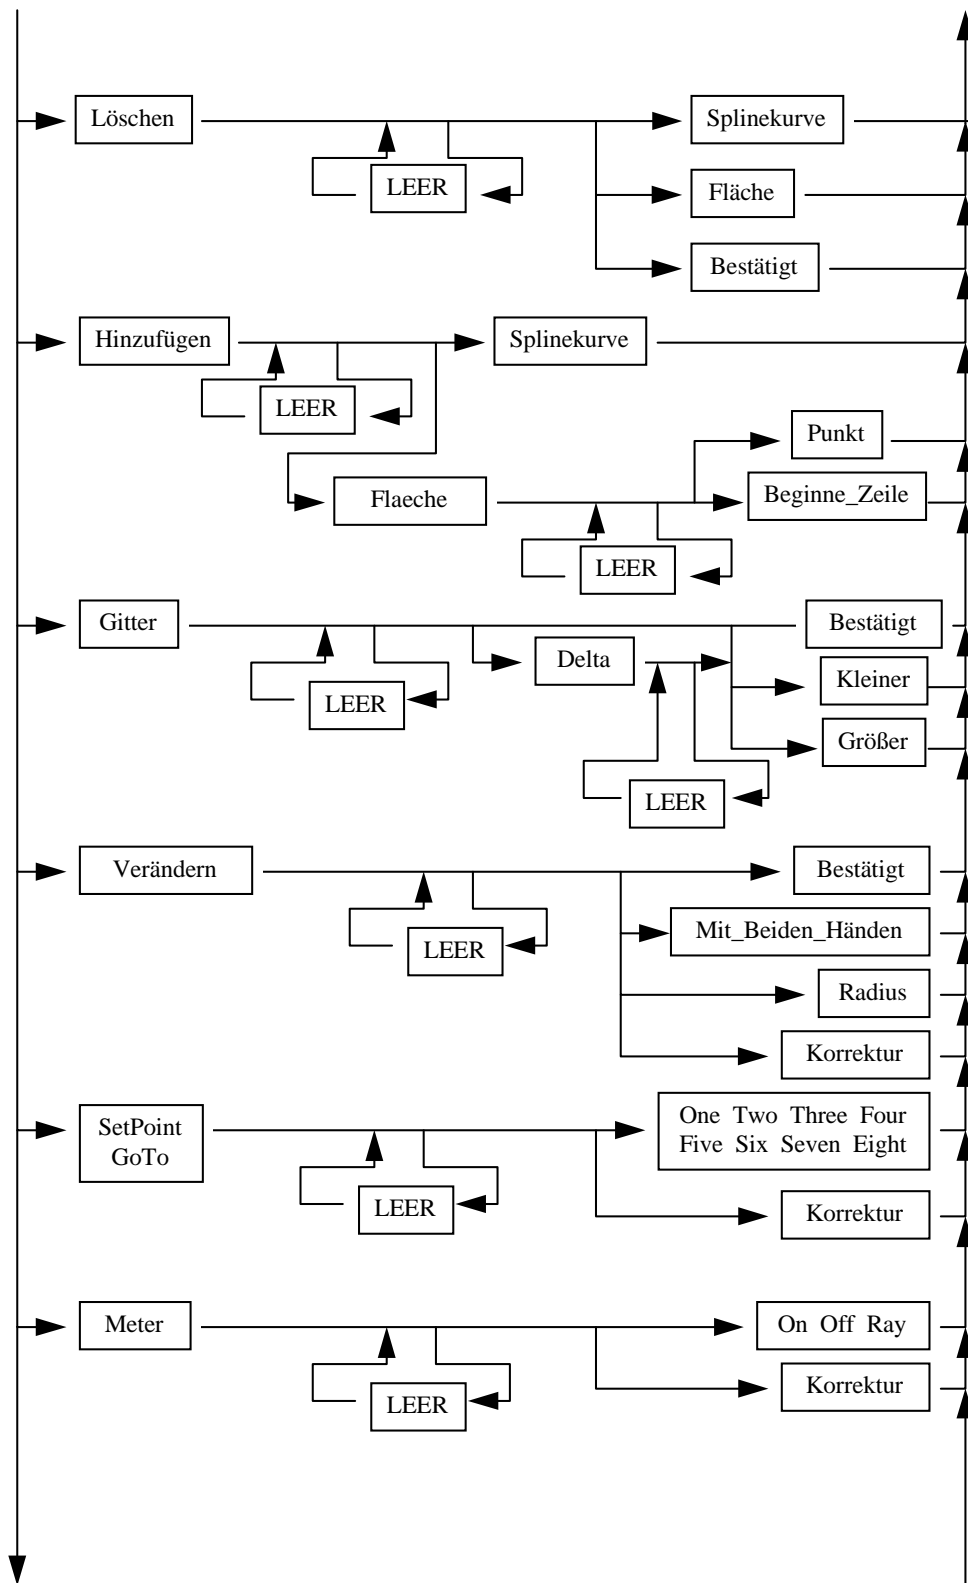 Löschen
Splinekurve
LEER
Fläche
Bestätigt
Hinzufügen
Splinekurve
LEER
Punkt
Flaeche
Beginne_Zeile
LEER
Gitter
Bestätigt
Delta
Kleiner
LEER
Größer
LEER
Verändern
Bestätigt
Mit_Beiden_Händen
LEER
Radius
Korrektur
SetPoint
GoTo
One Two Three Four
Five Six Seven Eight
LEER
Korrektur
Meter
On Off Ray
Korrektur
LEER